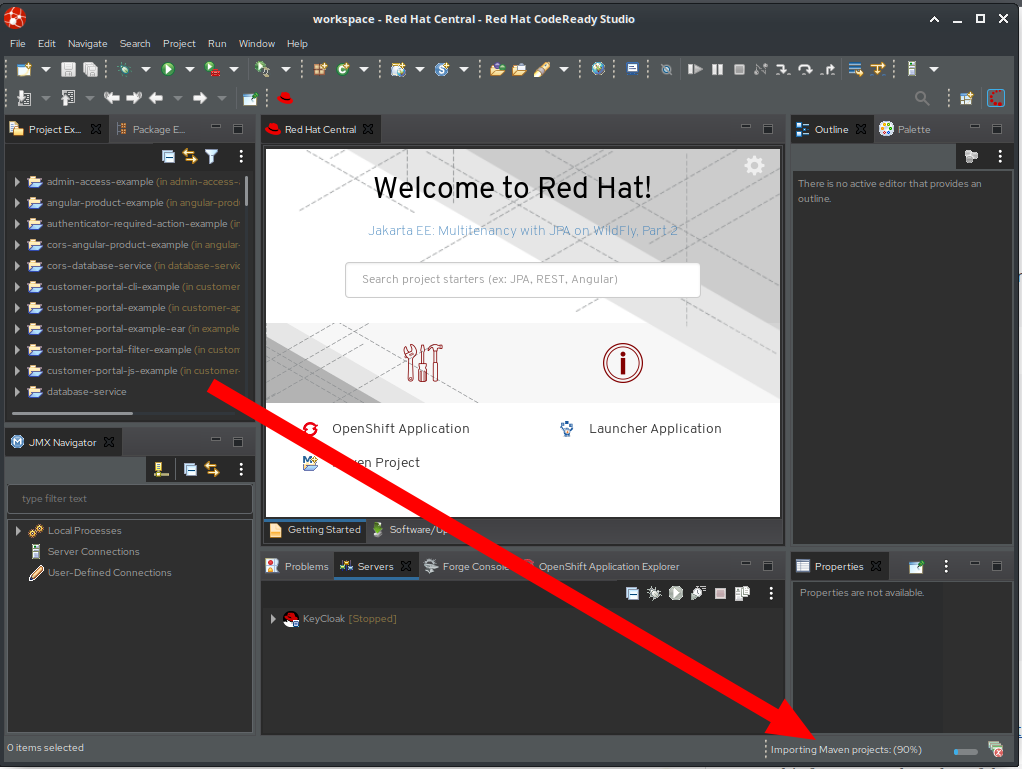 workspace - Red Hat Central - Red Hat CodeReady Studio
File Edit Navigate Search Project Run Window Help
Project Ex...
Package E...
admin-access-example (in admin-access-
angular-product-example (in angular-prod
authenticator-required-action-example (in
cors-angular-product-example (in angular-
cors-database-service (in database-servic
customer-portal-cli-example (in customer
customer-portal-example (in customer-ap
customer-portal-example-ear (in example
customer-portal-filter-example (in custom
customer-portal-js-example (in customer-
database-service
JMX Navigator
type filter text
Local Processes
Server Connections
User-Defined Connections
Red Hat Central
Welcome to Red Hat!
Jakarta EE: Multitenancy with JPA on WildFly, Part 2
Search project starters (ex: JPA, REST, Angular)
OpenShift Application
Launcher Application
Project
Getting Started
Software/Up
Problems
Servers
Forge Console
OpenShift Application Explorer
KeyCloak [Stopped]
Outline
Palette
There is no active editor that provides an
outline.
Properties
Properties are not available.
0 items selected
Importing Maven projects: (90%)